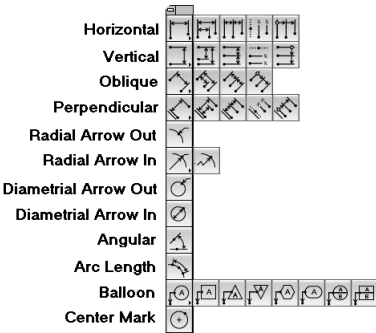 Horizontal
Vertical
Oblique
Perpendicular
Radial Arrow Out
Radial Arrow In
Diametrial Arrow Out
Diametrial Arrow In
Angular
Arc Length
Balloon A A A A A A A B A B
Center Mark